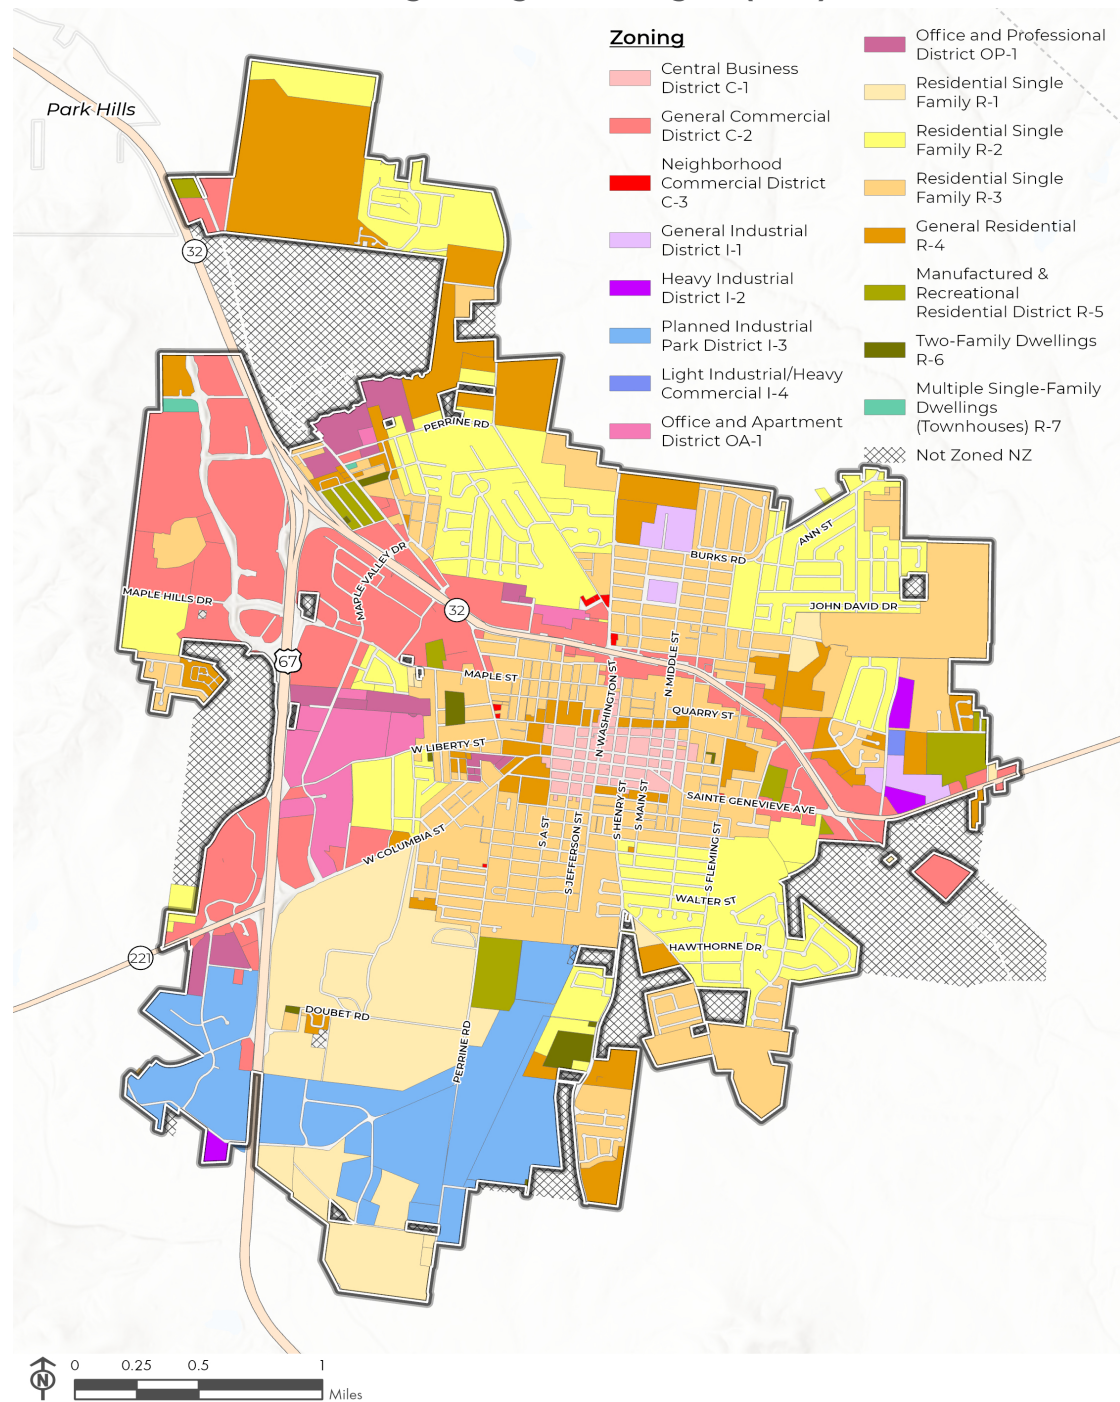 Zoning
Central Business
District C-1
General Commercial
District C-2
Neighborhood
Commercial District
C-3
General Industrial
District I-1
Heavy Industrial
District I-2
Planned Industrial
Park District I-3
Light Industrial/Heavy
Commercial I-4
Office and Apartment
District OA-1
Office and Professional
District OP-1
Residential Single
Family R-1
Residential Single
Family R-2
Residential Single
Family R-3
General Residential
R-4
Manufactured &
Recreational
Residential District R-5
Two-Family Dwellings
R-6
Multiple Single-Family
Dwellings
(Townhouses) R-7
Not Zoned NZ
Park Hills
32
PERRINE RD
ANN ST
BURKS RD
MAPLE VALLEY DR
MAPLE HILLS DR
32
JOHN DAVID DR
67
MAPLE ST
N MIDDLE ST
N WASHINGTON ST
QUARRY ST
W LIBERTY ST
SAINTE GENEVIEVE AVE
S HENRY ST
S MAIN ST
S A ST
S JEFFERSON ST
W COLUMBIA ST
S FLEMING ST
WALTER ST
HAWTHORNE DR
221
DOUBET RD
PERRINE RD
N
0 0.25 0.5 1
Miles